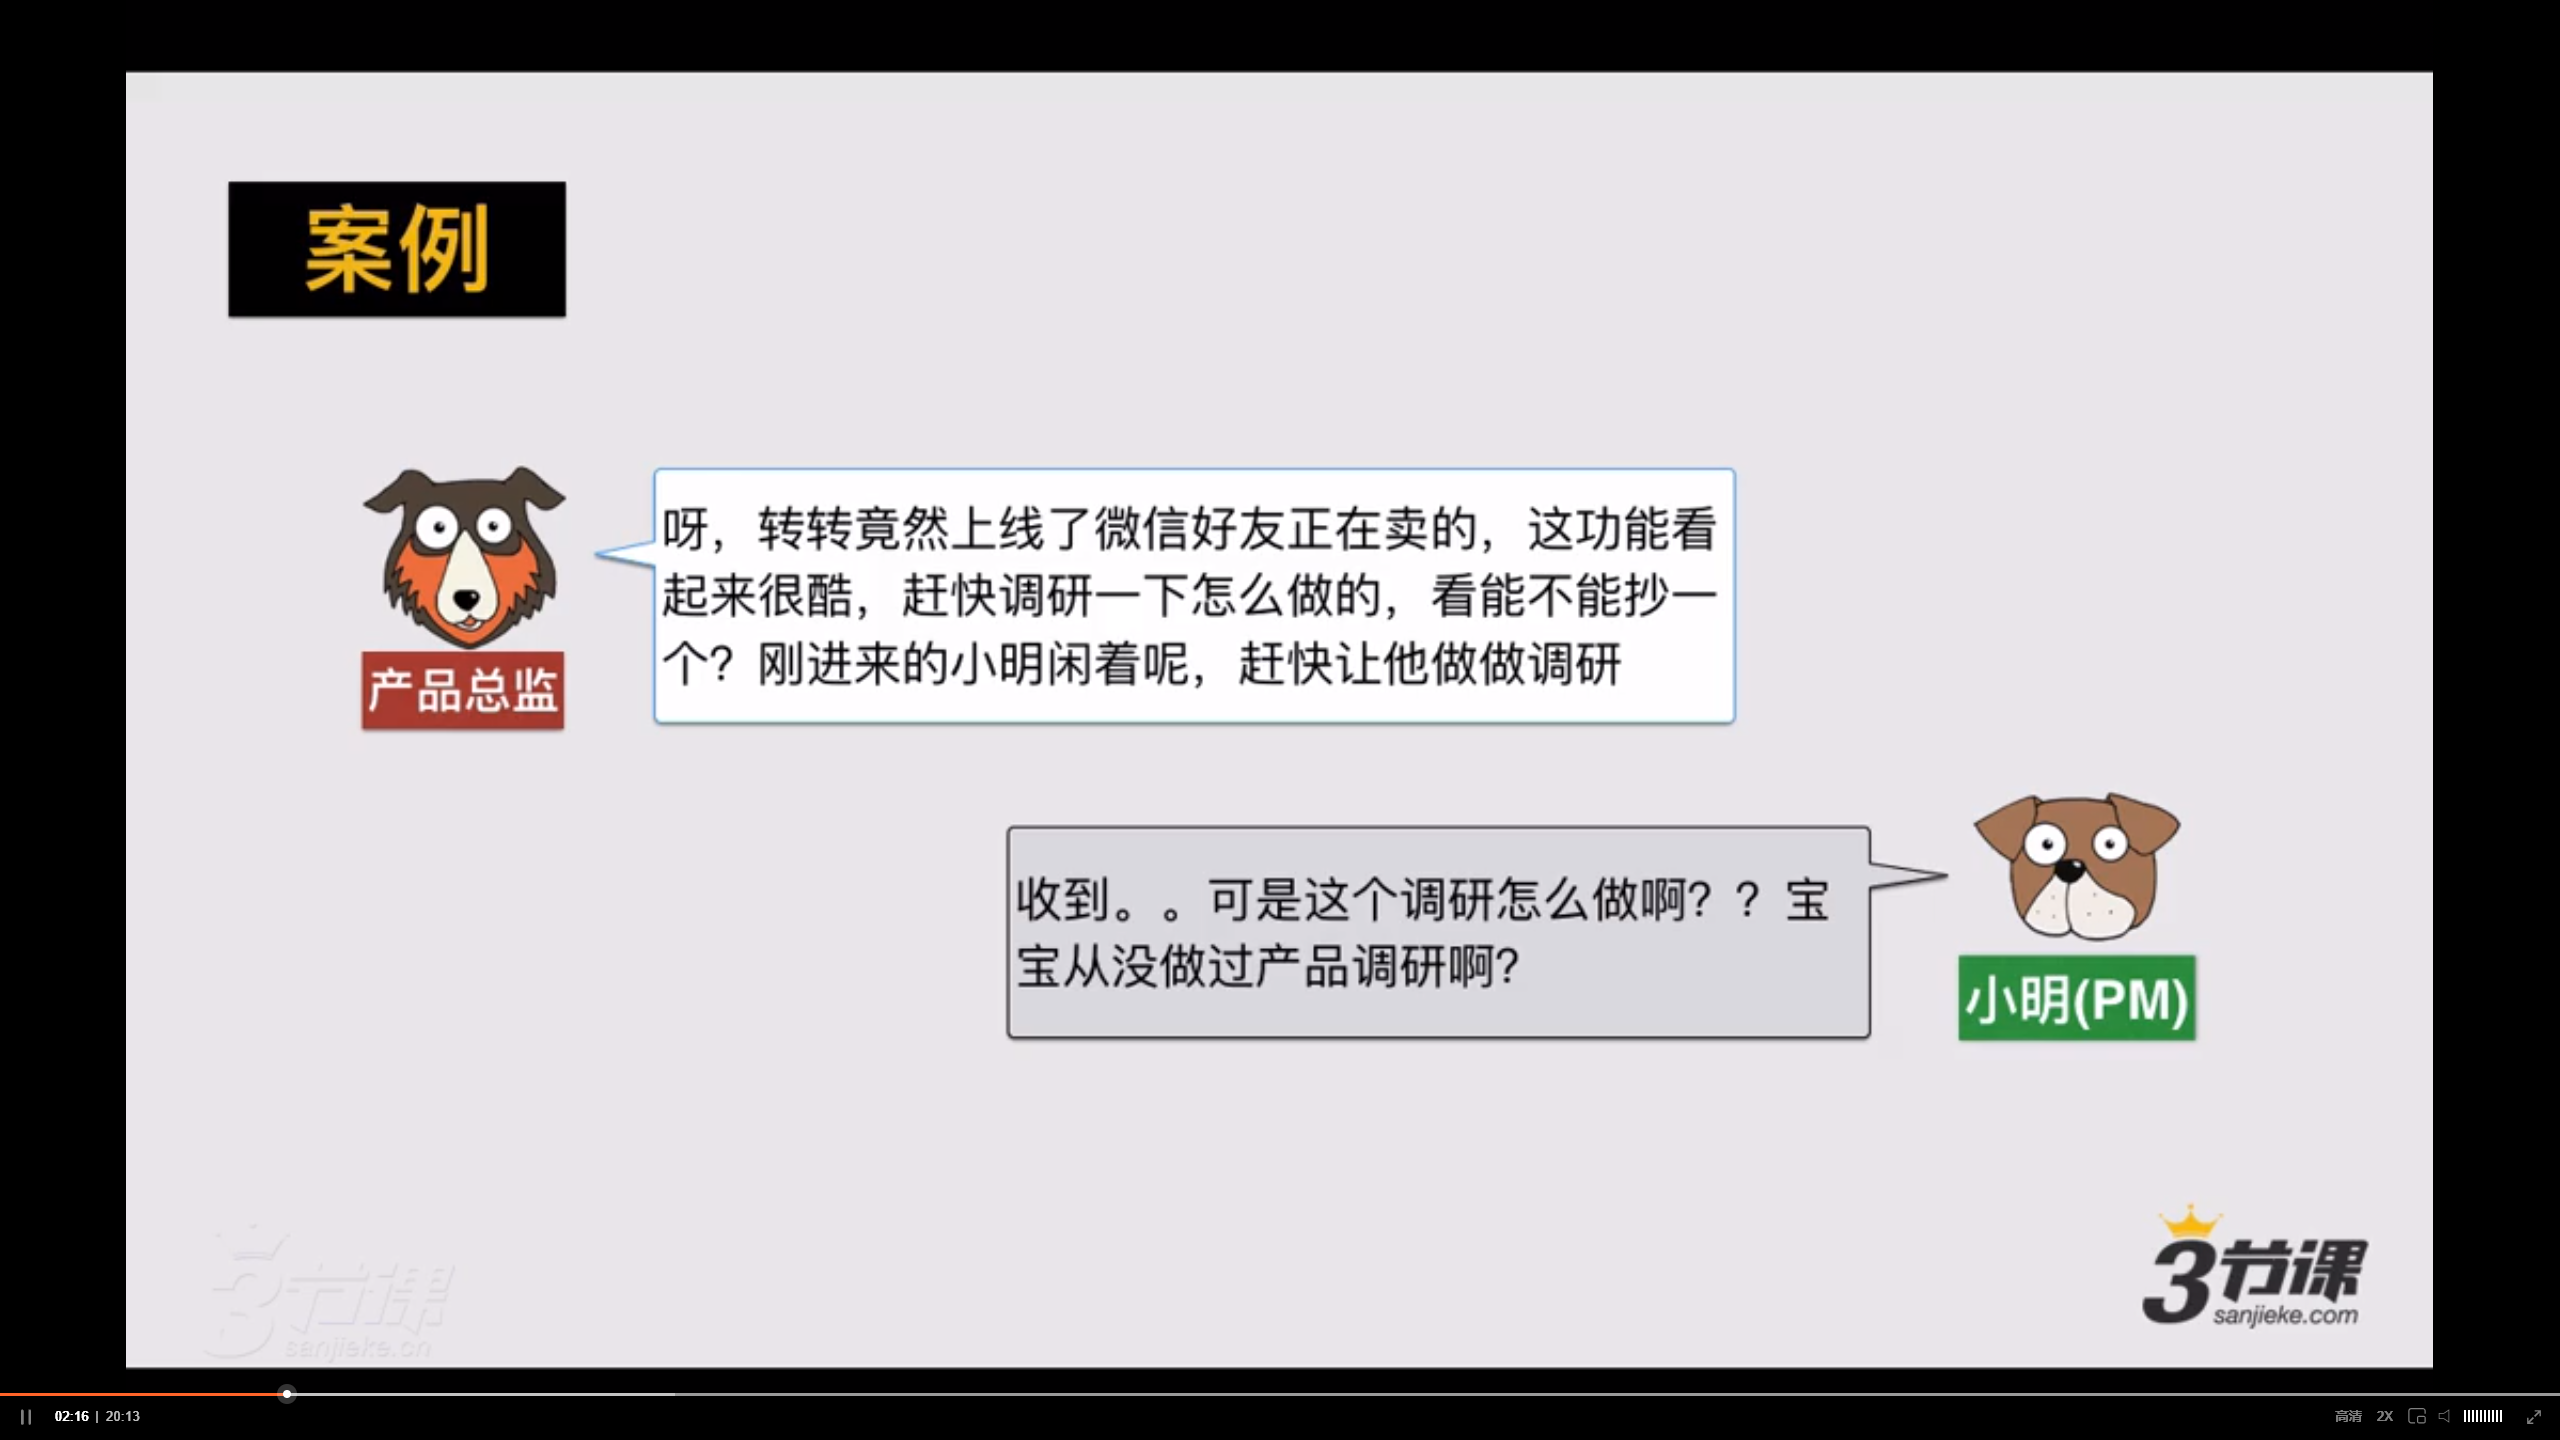 案例
呀，转转竟然上线了微信好友正在卖的，这功能看
起来很酷，赶快调研一下怎么做的，看能不能抄一
个？刚进来的小明闲着呢，赶快让他做做调研
产品总监
收到。。可是这个调研怎么做啊？？宝
宝从没做过产品调研啊？
小明(PM)
3节课
sanjieke.com
3节课
sanjieke.cn
02:16 | 20:13
高清 2X